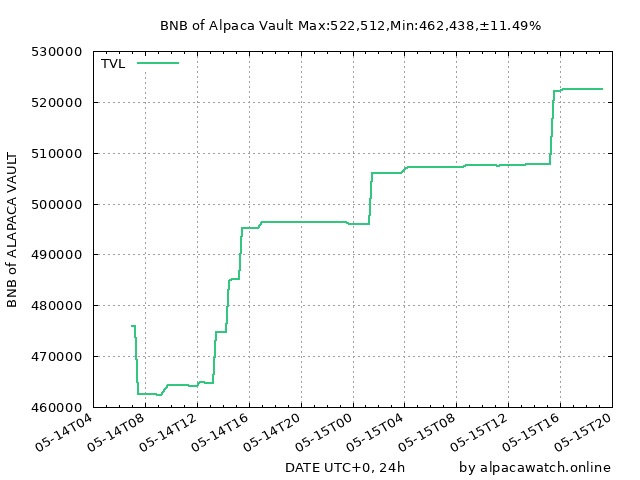 BNB of Alpaca Vault Max:522,512,Min:462,438,±11.49%
530000
TVL
520000
510000
500000
490000
480000
470000
460000
BNB of ALAPACA VAULT
05-14T04
05-14T08
05-14T12
05-14T16
05-14T20
05-15T00
05-15T04
05-15T08
05-15T12
05-15T16
05-15T20
DATE UTC+0, 24h
by alpacawatch.online